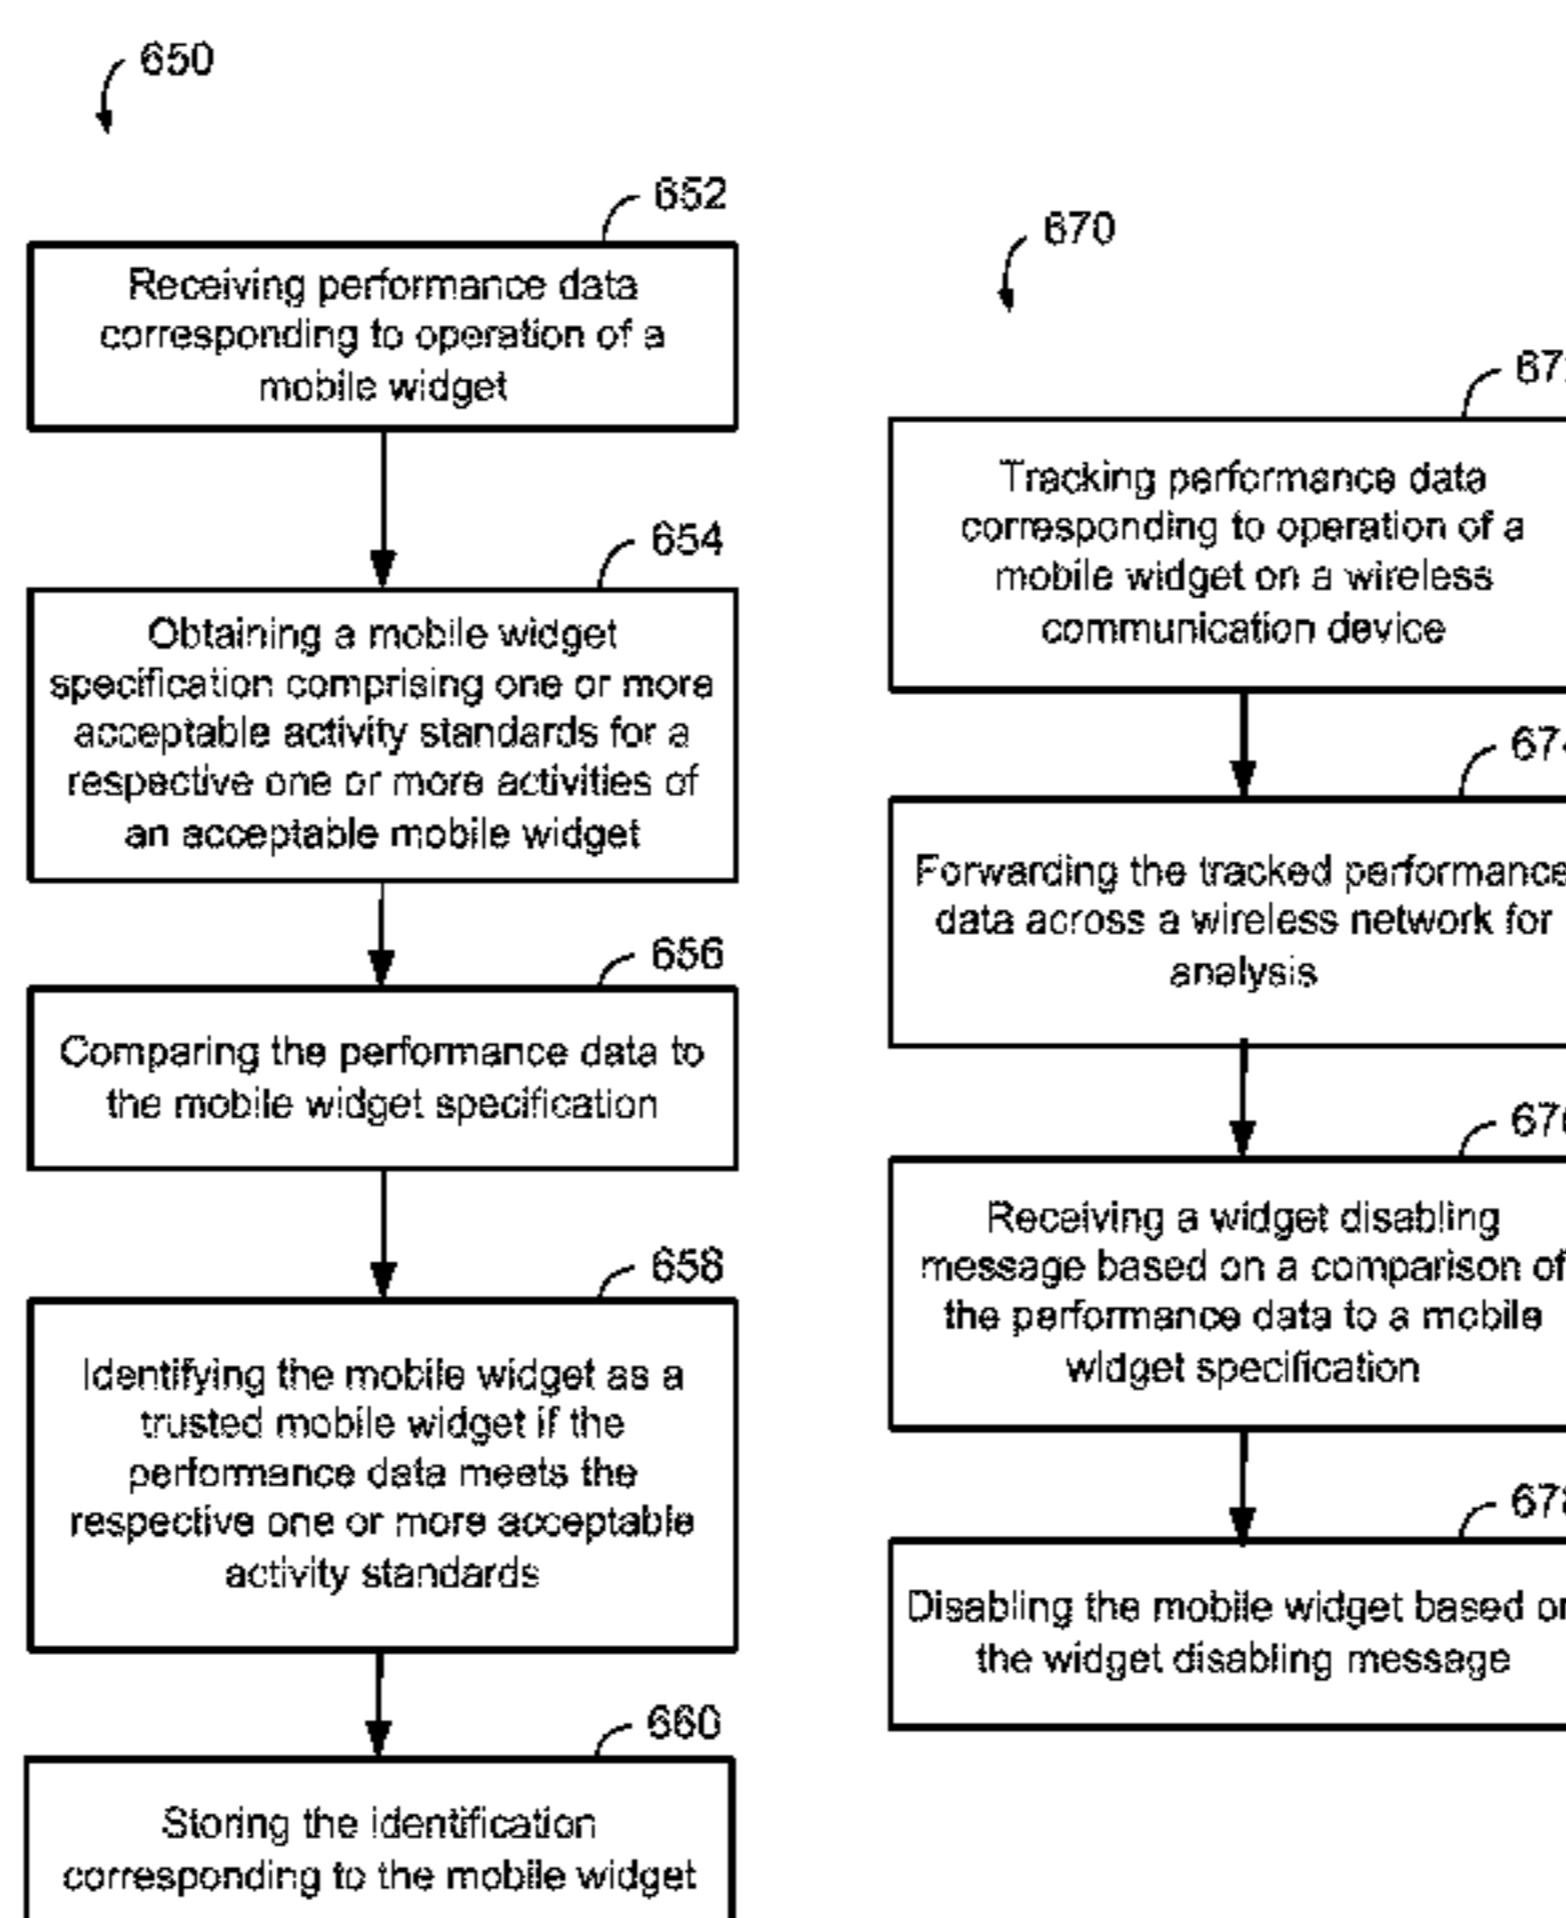 650
652
Receiving performance data
corresponding to operation of a
mobile widget
654
Obtaining a mobile widget
specification comprising one or more
acceptable activity standards for a
respective one or more activities of
an acceptable mobile widget
656
Comparing the performance data to
the mobile widget specification
658
Identifying the mobile widget as a
trusted mobile widget if the
performance data meets the
respective one or more acceptable
activity standards
660
Storing the identification
corresponding to the mobile widget
670
Tracking performance data
corresponding to operation of a
mobile widget on a wireless
communication device
Forwarding the tracked performance
data across a wireless network for
analysis
Receiving a widget disabling
message based on a comparison of
the performance data to a mobile
widget specification
Disabling the mobile widget based on
the widget disabling message